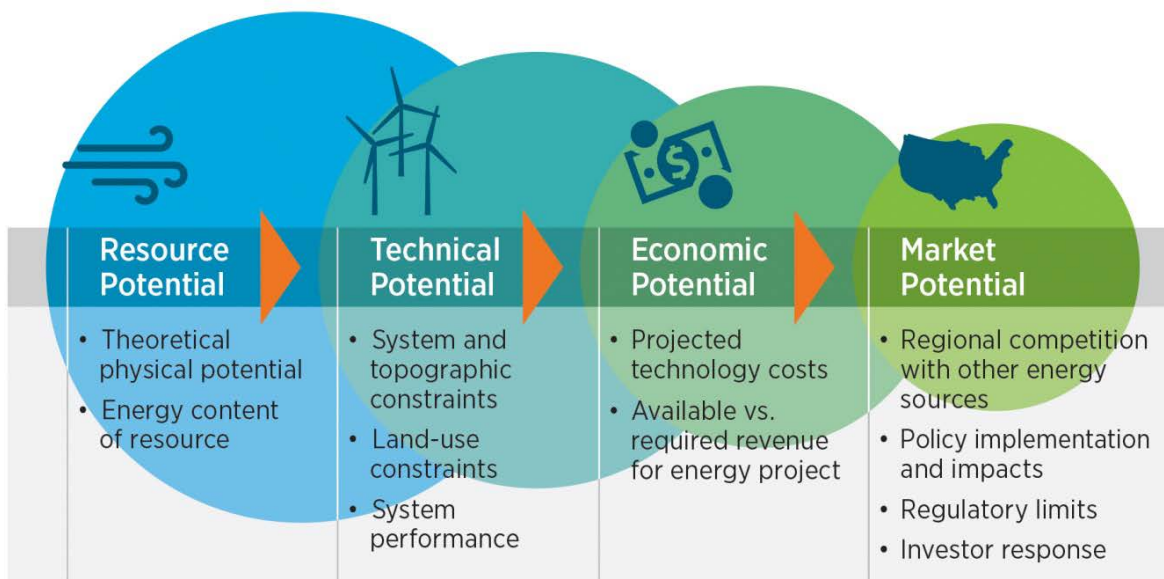 $
Resource
Potential
• Theoretical
physical potential
• Energy content
of resource
Technical
Potential
• System and
topographic
constraints
• Land-use
constraints
• System
performance
Economic
Potential
• Projected
technology costs
• Available vs.
required revenue
for energy project
Market
Potential
• Regional competition
with other energy
sources
• Policy implementation
and impacts
• Regulatory limits
• Investor response